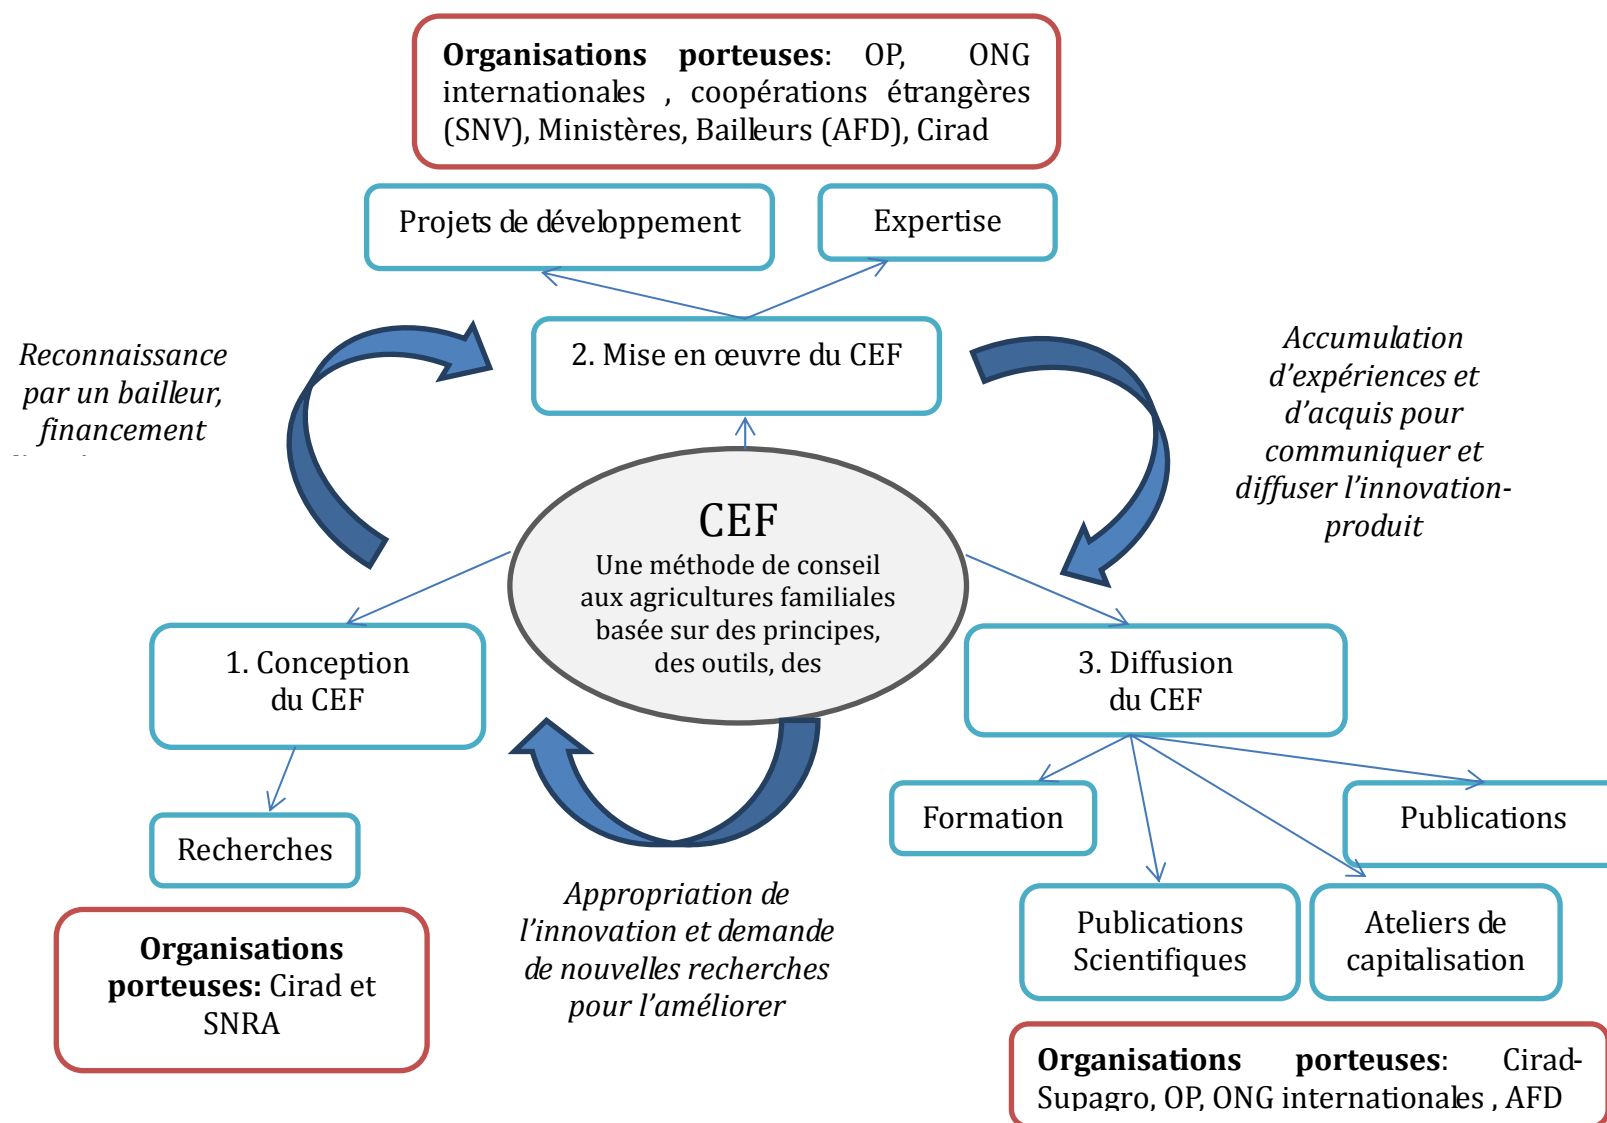 Organisations porteuses: OP, ONG
internationales , coopérations étrangères
(SNV), Ministères, Bailleurs (AFD), Cirad
Projets de développement
Expertise
2. Mise en œuvre du CEF
Reconnaissance
par un bailleur,
financement
Accumulation
d’expériences et
d’acquis pour
communiquer et
diffuser l’innovation-
produit
CEF
Une méthode de conseil
aux agricultures familiales
basée sur des principes,
des outils, des
1. Conception
du CEF
3. Diffusion
du CEF
Recherches
Formation
Publications
Publications
Scientifiques
Ateliers de
capitalisation
Appropriation de
l’innovation et demande
de nouvelles recherches
pour l’améliorer
Organisations
porteuses: Cirad et
SNRA
Organisations porteuses: Cirad-
Supagro, OP, ONG internationales , AFD